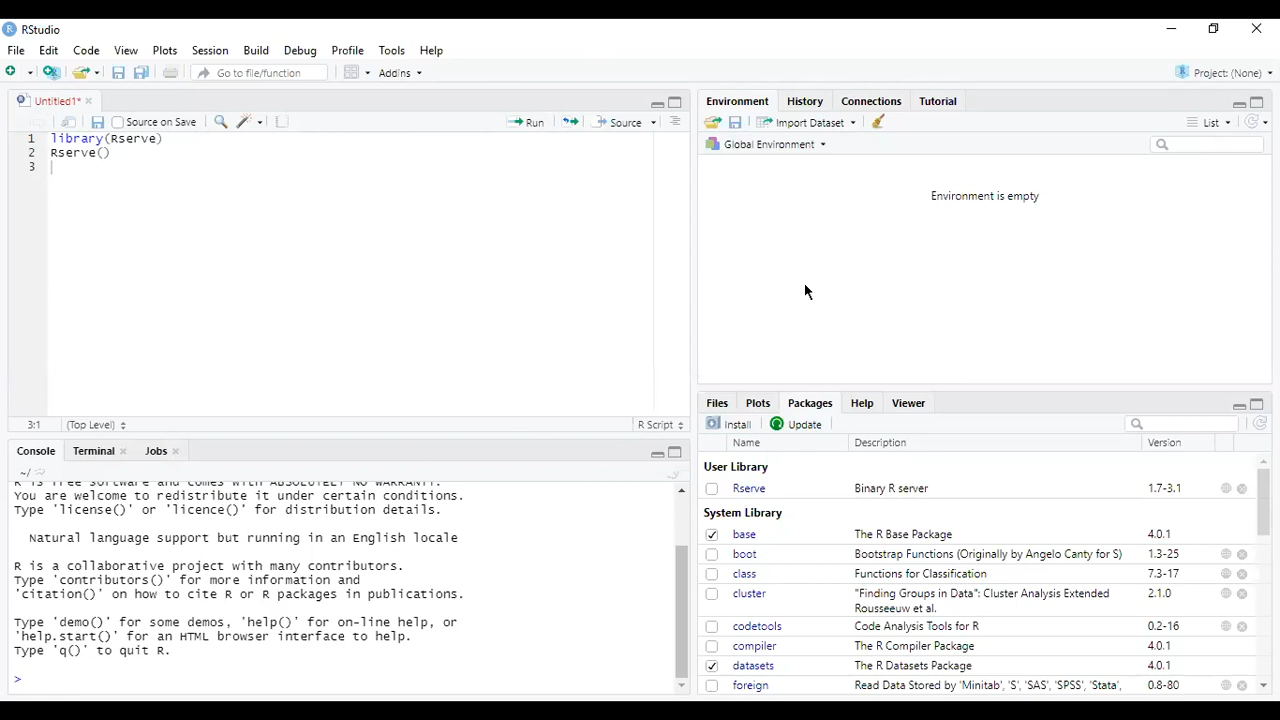 RStudio
File Edit Code View Plots Session Build Debug Profile Tools Help
Go to file/function Addins Project: (None)
Untitled1*
Source on Save Run Source
1 library(Rserve)
2 Rserve()
3
3:1 (Top Level) R Script
Console Terminal Jobs
~/
R is free software and comes with ABSOLUTELY NO WARRANTY.
You are welcome to redistribute it under certain conditions.
Type 'license()' or 'licence()' for distribution details.
Natural language support but running in an English locale
R is a collaborative project with many contributors.
Type 'contributors()' for more information and
'citation()' on how to cite R or R packages in publications.
Type 'demo()' for some demos, 'help()' for on-line help, or
'help.start()' for an HTML browser interface to help.
Type 'q()' to quit R.
>
Environment History Connections Tutorial
Import Dataset List
Global Environment
Environment is empty
Files Plots Packages Help Viewer
Install Update
Name Description Version
User Library
Rserve Binary R server 1.7-3.1
System Library
base The R Base Package 4.0.1
boot Bootstrap Functions (Originally by Angelo Canty for S) 1.3-25
class Functions for Classification 7.3-17
cluster "Finding Groups in Data": Cluster Analysis Extended 2.1.0
Rousseeuw et al.
codetools Code Analysis Tools for R 0.2-16
compiler The R Compiler Package 4.0.1
datasets The R Datasets Package 4.0.1
foreign Read Data Stored by 'Minitab', 'S', 'SAS', 'SPSS', 'Stata', 0.8-80